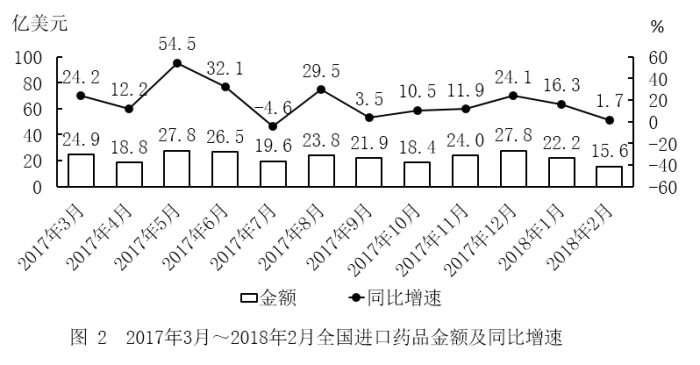 亿美元 %
100 60
80 40
60 20
40 0
20 -20
0 -40
-60
24.2 12.2 54.5 32.1 -4.6 29.5 3.5 10.5 11.9 24.1 16.3 1.7
24.9 18.8 27.8 26.5 19.6 23.8 21.9 18.4 24.0 27.8 22.2 15.6
2017年3月 2017年4月 2017年5月 2017年6月 2017年7月 2017年8月 2017年9月 2017年10月 2017年11月 2017年12月 2018年1月 2018年2月
金额 同比增速
图 2 2017年3月～2018年2月全国进口药品金额及同比增速